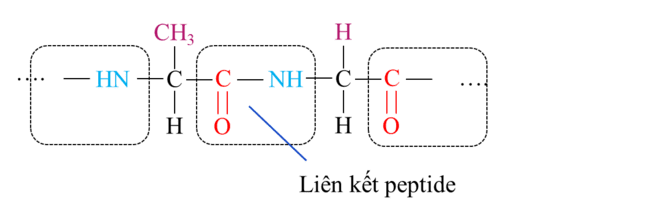 CH₃ H
.... — HN — C — C — NH — C — C — ....
H O H O
Liên kết peptide